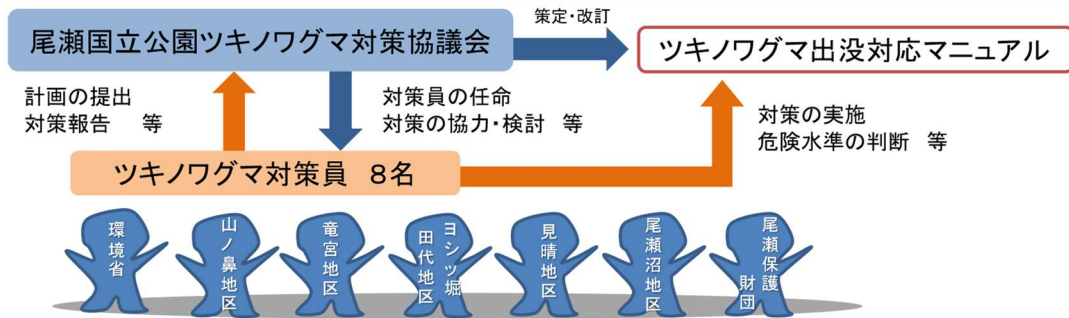 策定・改訂
尾瀬国立公園ツキノワグマ対策協議会
ツキノワグマ出没対応マニュアル
計画の提出
対策報告　等
対策員の任命
対策の協力・検討　等
対策の実施
危険水準の判断　等
ツキノワグマ対策員　8名
環境省
山ノ鼻地区
竜宮地区
ヨシッ堀
田代地区
見晴地区
尾瀬沼地区
尾瀬保護
財団